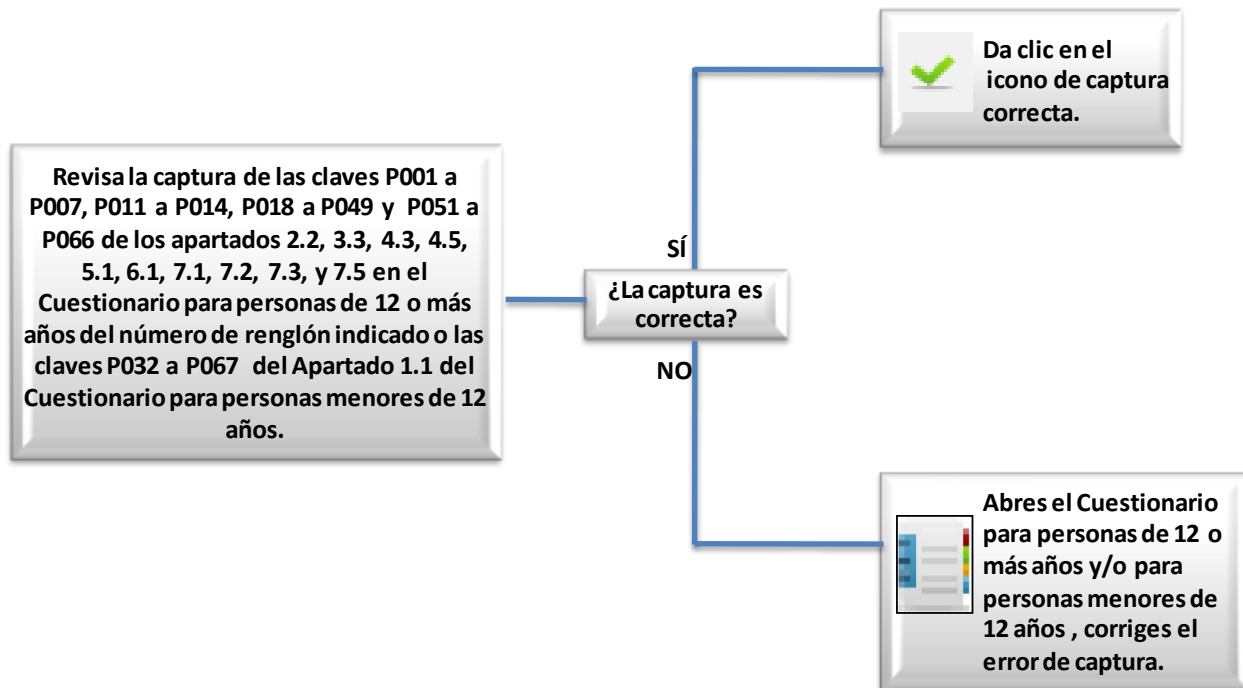 Revisa la captura de las claves P001 a
P007, P011 a P014, P018 a P049 y P051 a
P066 de los apartados 2.2, 3.3, 4.3, 4.5,
5.1, 6.1, 7.1, 7.2, 7.3, y 7.5 en el
Cuestionario para personas de 12 o más
años del número de renglón indicado o las
claves P032 a P067 del Apartado 1.1 del
Cuestionario para personas menores de 12
años.
¿La captura es
correcta?
SÍ
Da clic en el
icono de captura
correcta.
NO
Abres el Cuestionario
para personas de 12 o
más años y/o para
personas menores de
12 años , corriges el
error de captura.